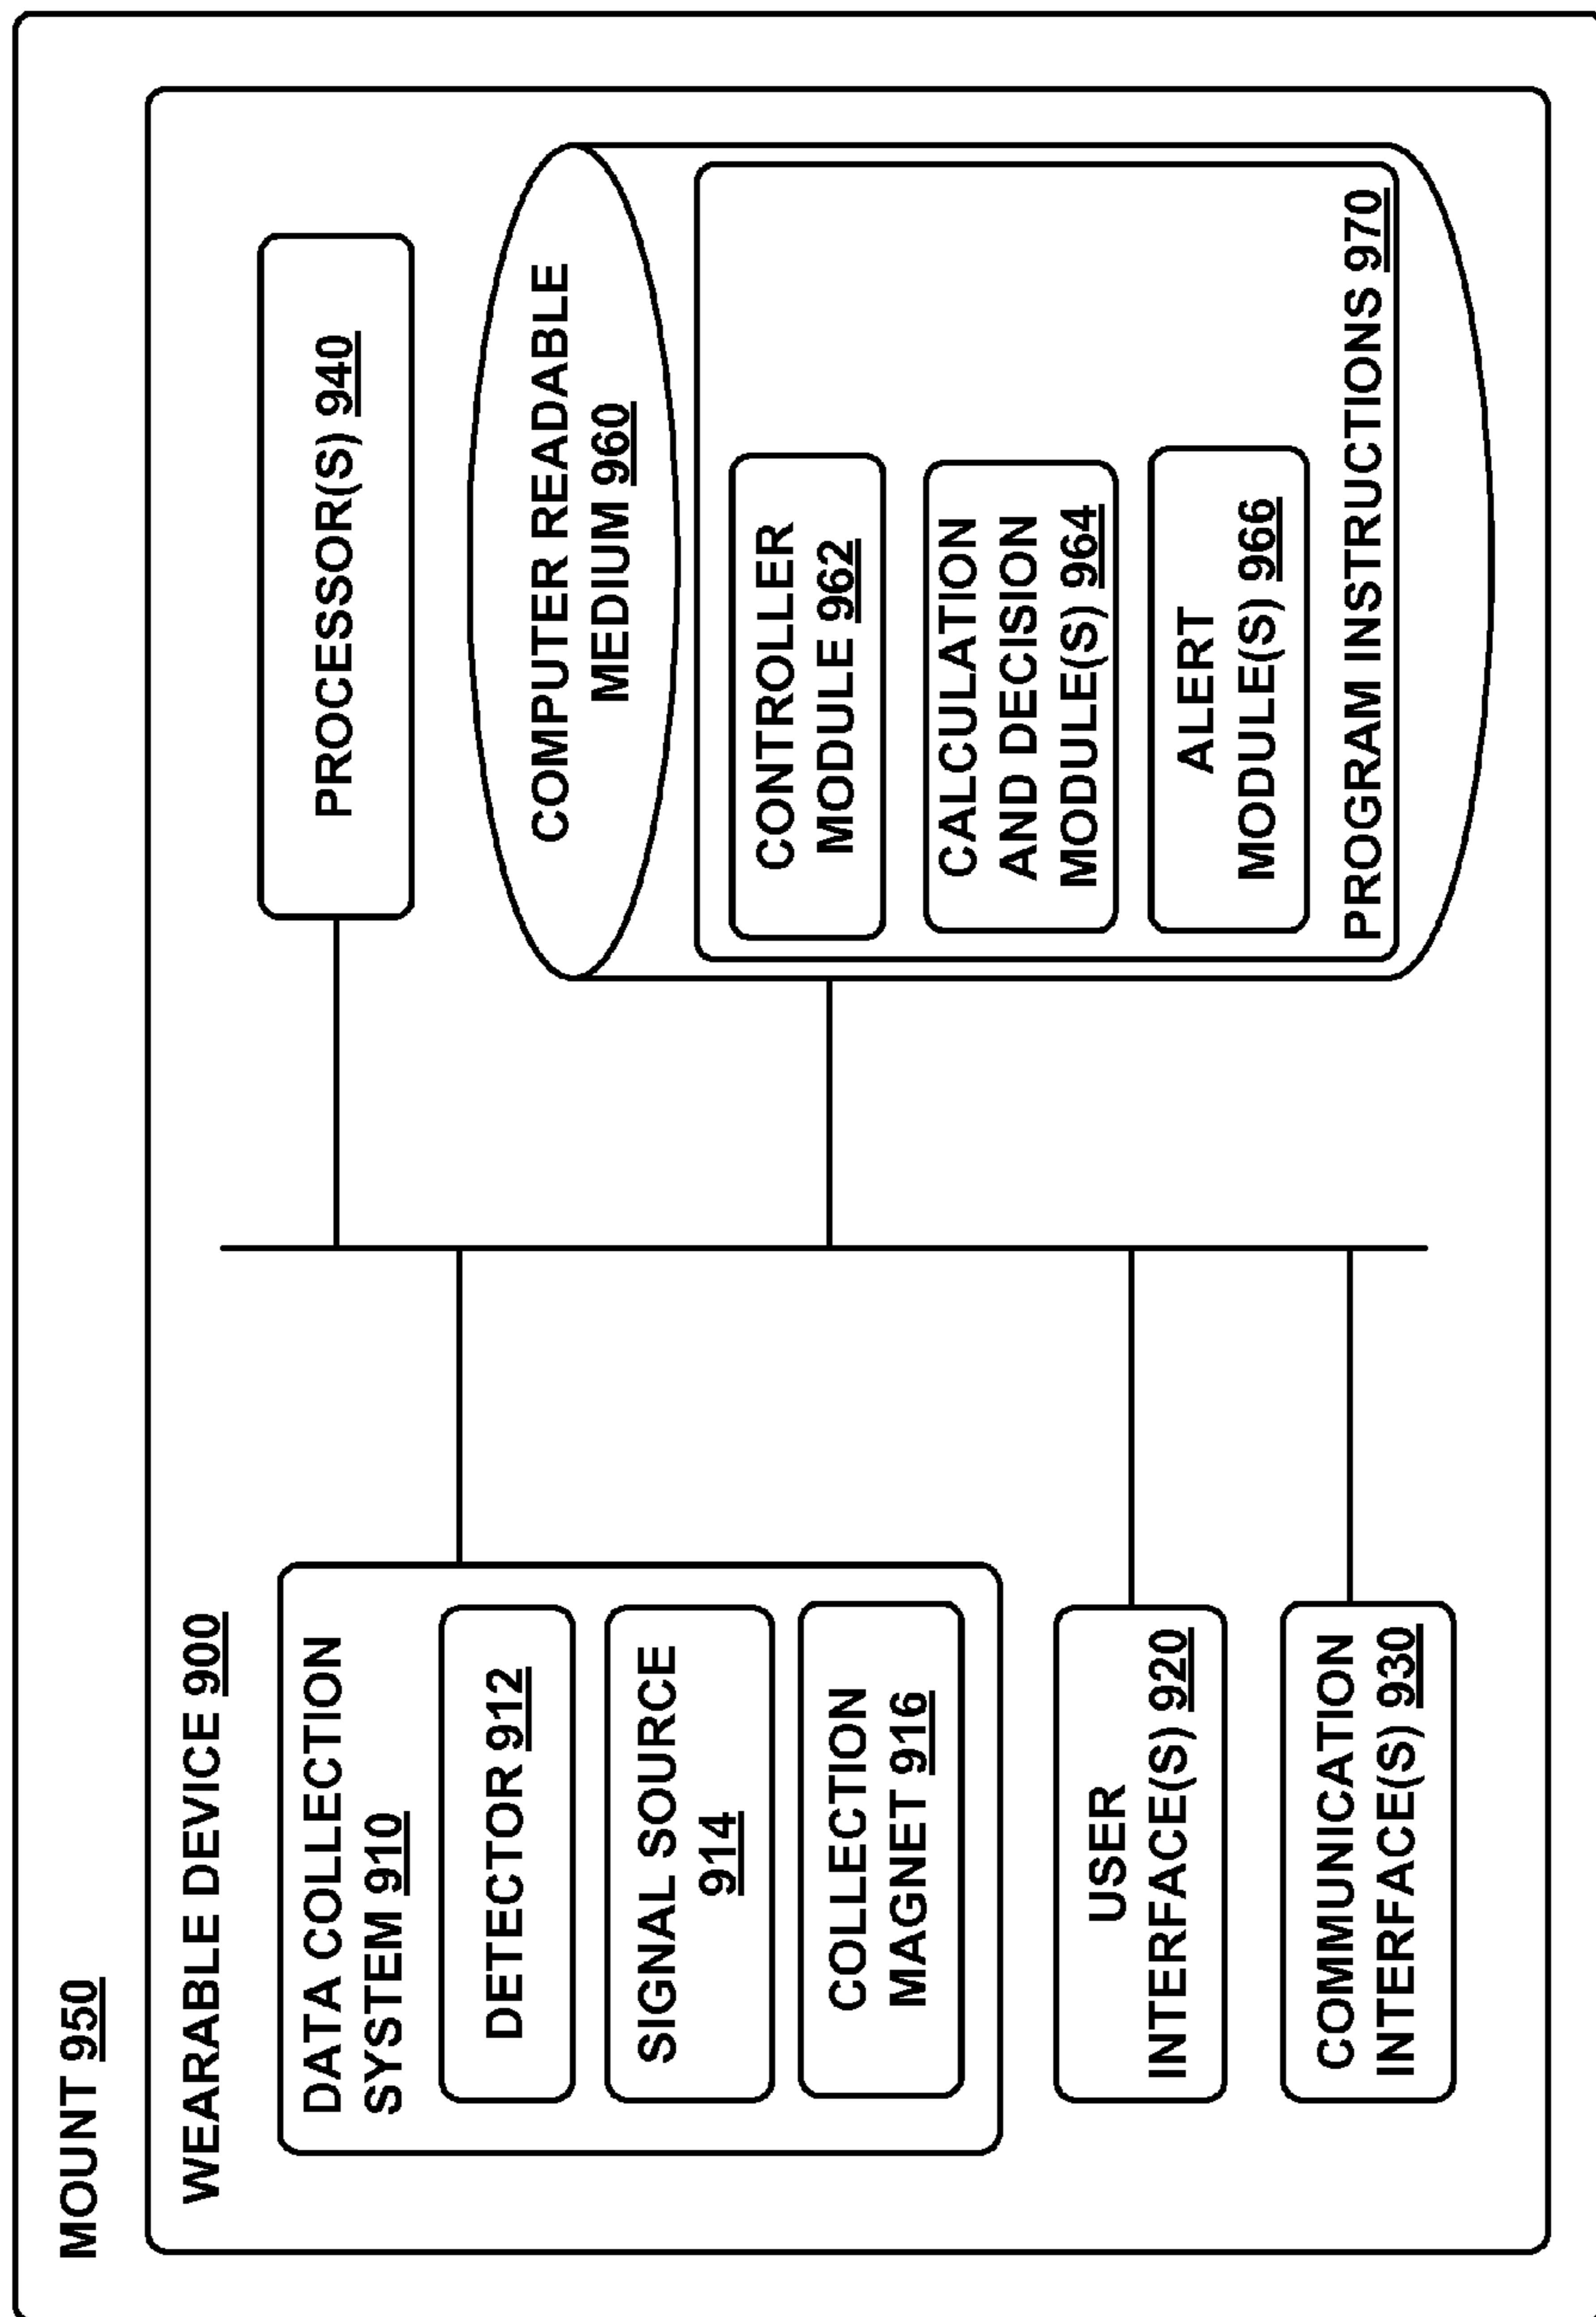 MOUNT 950
WEARABLE DEVICE 900
DATA COLLECTION
SYSTEM 910
DETECTOR 912
SIGNAL SOURCE
914
COLLECTION
MAGNET 916
USER
INTERFACE(S) 920
COMMUNICATION
INTERFACE(S) 930
PROCESSOR(S) 940
COMPUTER READABLE
MEDIUM 960
CONTROLLER
MODULE 962
CALCULATION
AND DECISION
MODULE(S) 964
ALERT
MODULE(S) 966
PROGRAM INSTRUCTIONS 970